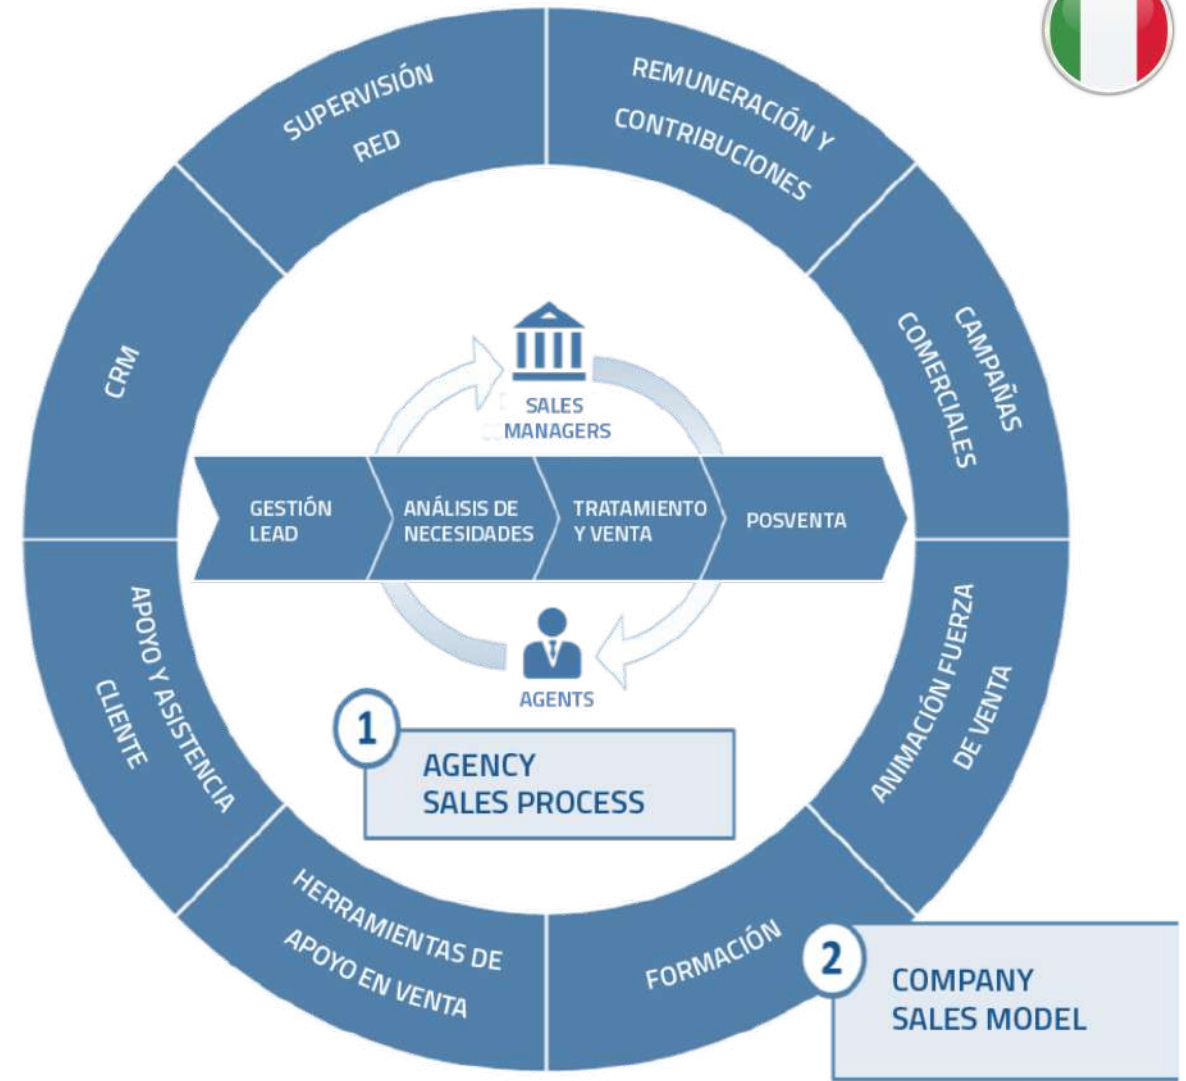 SUPERVISIÓN
RED
REMUNERACIÓN Y
CONTRIBUCIONES
CAMPAÑAS
COMERCIALES
ANIMACIÓN FUERZA
DE VENTA
FORMACIÓN
HERRAMIENTAS DE
APOYO EN VENTA
APOYO Y ASISTENCIA
CLIENTE
CRM
SALES
MANAGERS
GESTIÓN
LEAD
ANÁLISIS DE
NECESIDADES
TRATAMIENTO
Y VENTA
POSVENTA
AGENTS
1
AGENCY
SALES PROCESS
2
COMPANY
SALES MODEL